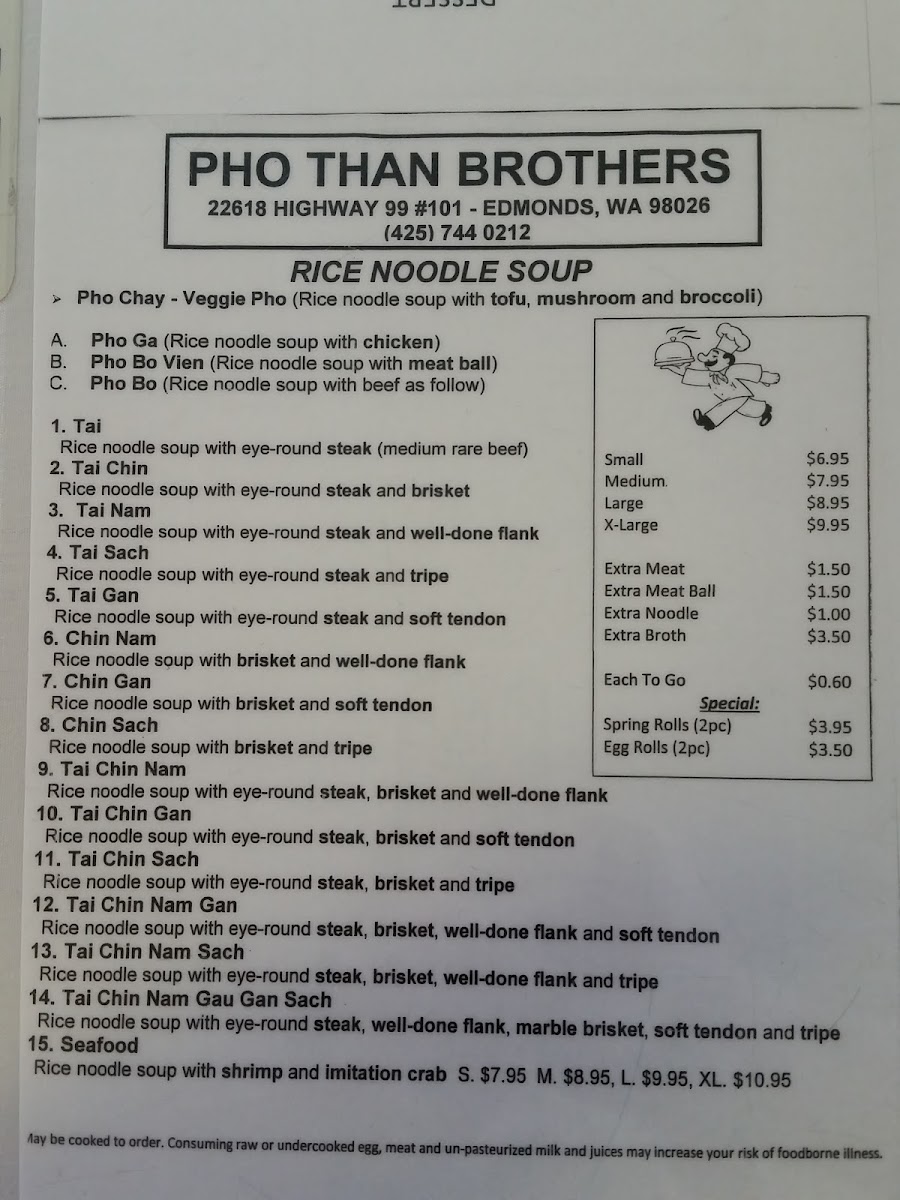 DESSERT
PHO THAN BROTHERS
22618 HIGHWAY 99 #101 - EDMONDS, WA 98026
(425) 744 0212
RICE NOODLE SOUP
➢ Pho Chay - Veggie Pho (Rice noodle soup with tofu, mushroom and broccoli)
A. Pho Ga (Rice noodle soup with chicken)
B. Pho Bo Vien (Rice noodle soup with meat ball)
C. Pho Bo (Rice noodle soup with beef as follow)
1. Tai
Rice noodle soup with eye-round steak (medium rare beef)
2. Tai Chin
Rice noodle soup with eye-round steak and brisket
3. Tai Nam
Rice noodle soup with eye-round steak and well-done flank
4. Tai Sach
Rice noodle soup with eye-round steak and tripe
5. Tai Gan
Rice noodle soup with eye-round steak and soft tendon
6. Chin Nam
Rice noodle soup with brisket and well-done flank
7. Chin Gan
Rice noodle soup with brisket and soft tendon
8. Chin Sach
Rice noodle soup with brisket and tripe
9. Tai Chin Nam
Rice noodle soup with eye-round steak, brisket and well-done flank
10. Tai Chin Gan
Rice noodle soup with eye-round steak, brisket and soft tendon
11. Tai Chin Sach
Rice noodle soup with eye-round steak, brisket and tripe
12. Tai Chin Nam Gan
Rice noodle soup with eye-round steak, brisket, well-done flank and soft tendon
13. Tai Chin Nam Sach
Rice noodle soup with eye-round steak, brisket, well-done flank and tripe
14. Tai Chin Nam Gau Gan Sach
Rice noodle soup with eye-round steak, well-done flank, marble brisket, soft tendon and tripe
15. Seafood
Rice noodle soup with shrimp and imitation crab S. $7.95 M. $8.95, L. $9.95, XL. $10.95
Small $6.95
Medium. $7.95
Large $8.95
X-Large $9.95
Extra Meat $1.50
Extra Meat Ball $1.50
Extra Noodle $1.00
Extra Broth $3.50
Each To Go $0.60
Special:
Spring Rolls (2pc) $3.95
Egg Rolls (2pc) $3.50
May be cooked to order. Consuming raw or undercooked egg, meat and un-pasteurized milk and juices may increase your risk of foodborne illness.